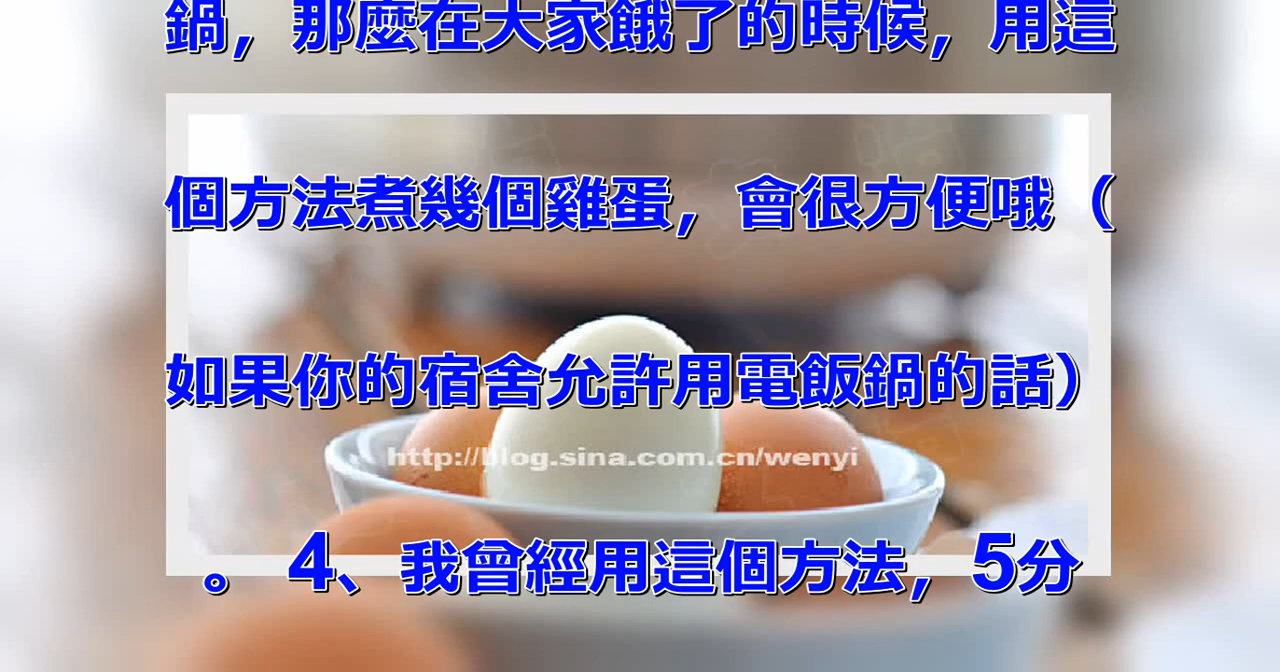 鍋，那麼在大家餓了的時候，用這
個方法煮幾個雞蛋，會很方便哦（
如果你的宿舍允許用電飯鍋的話）
http://blog.sina.com.cn/wenyi
。 4、我曾經用這個方法，5分